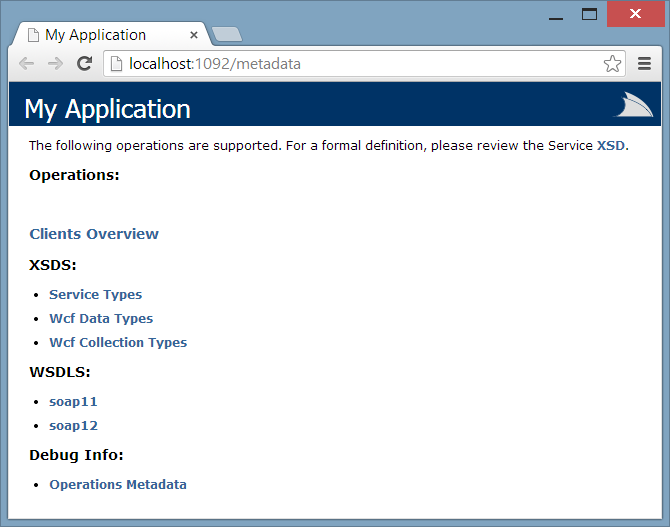 My Application
localhost:1092/metadata
My Application
The following operations are supported. For a formal definition, please review the Service XSD.
Operations:
Clients Overview
XSDS:
Service Types
Wcf Data Types
Wcf Collection Types
WSDLS:
soap11
soap12
Debug Info:
Operations Metadata